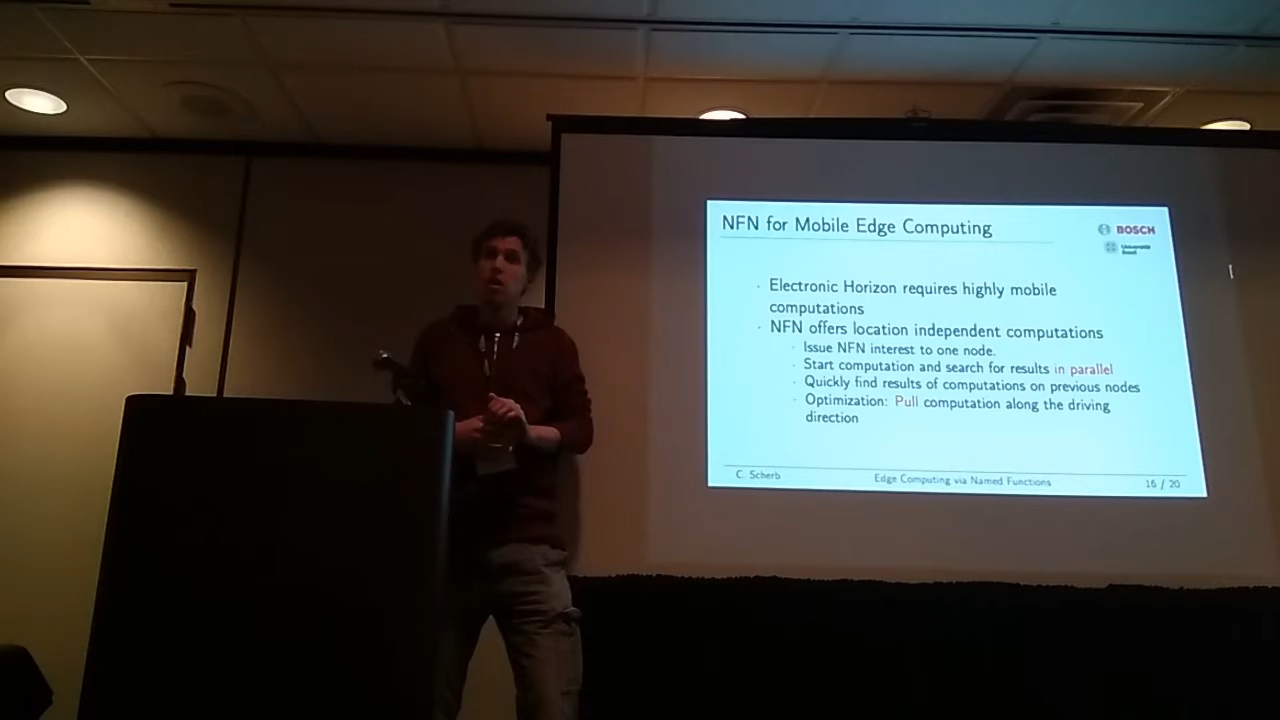 NFN for Mobile Edge Computing
BOSCH
Universität
Basel
Electronic Horizon requires highly mobile
computations
NFN offers location independent computations
Issue NFN interest to one node.
Start computation and search for results in parallel
Quickly find results of computations on previous nodes
Optimization: Pull computation along the driving
direction
C. Scherb
Edge Computing via Named Functions
16 / 20